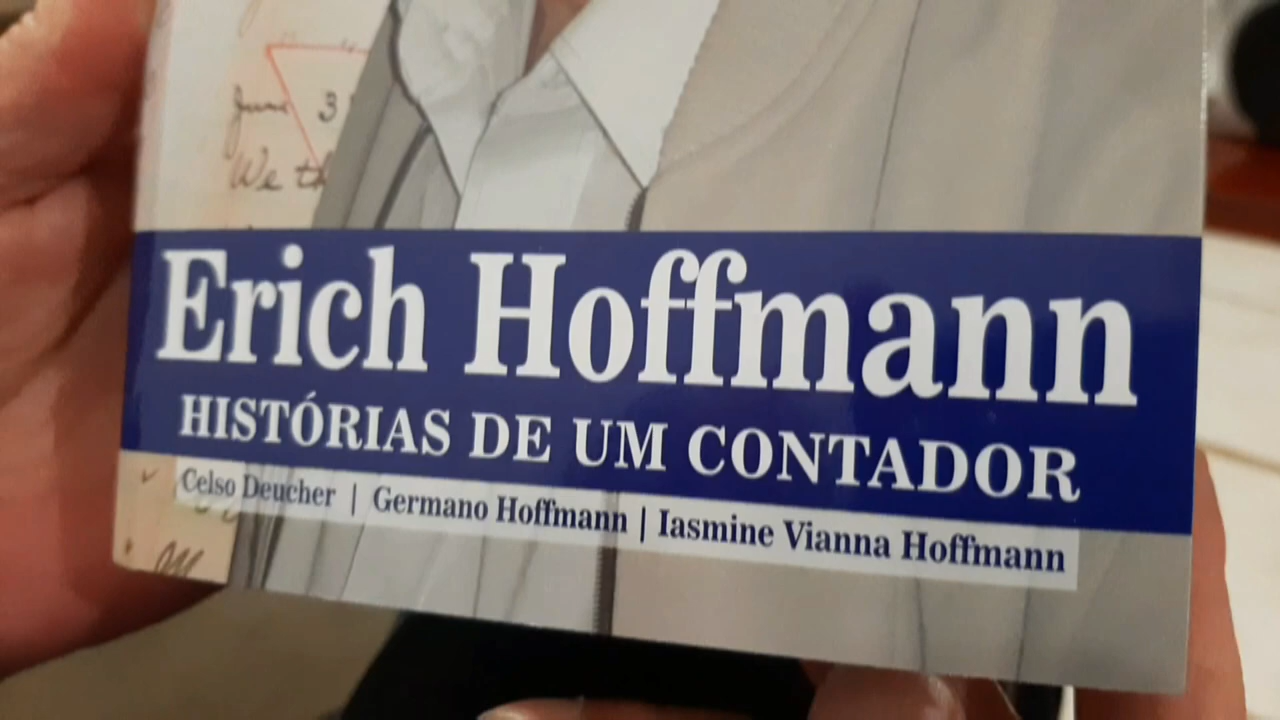 June 3
We th
Erich Hoffmann
HISTÓRIAS DE UM CONTADOR
Celso Deucher | Germano Hoffmann | Iasmine Vianna Hoffmann